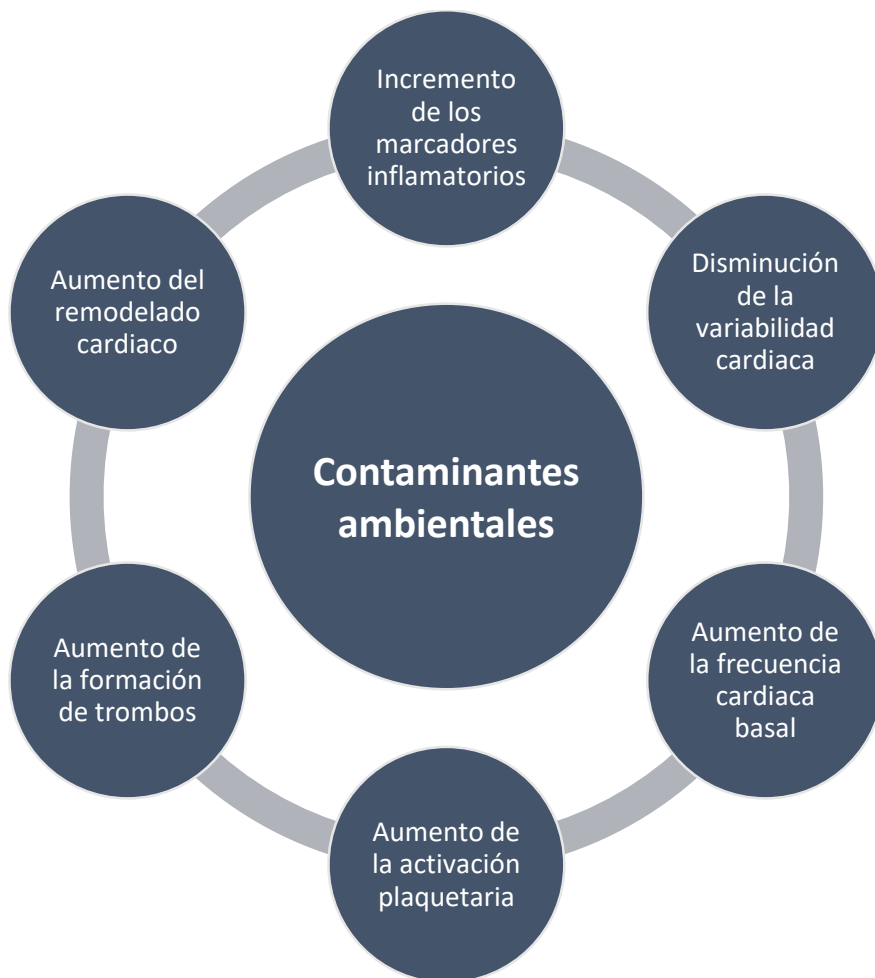 Incremento
de los
marcadores
inflamatorios
Disminución
de la
variabilidad
cardiaca
Aumento de
la frecuencia
cardiaca
basal
Aumento de
la activación
plaquetaria
Aumento de
la formación
de trombos
Aumento del
remodelado
cardiaco
Contaminantes
ambientales